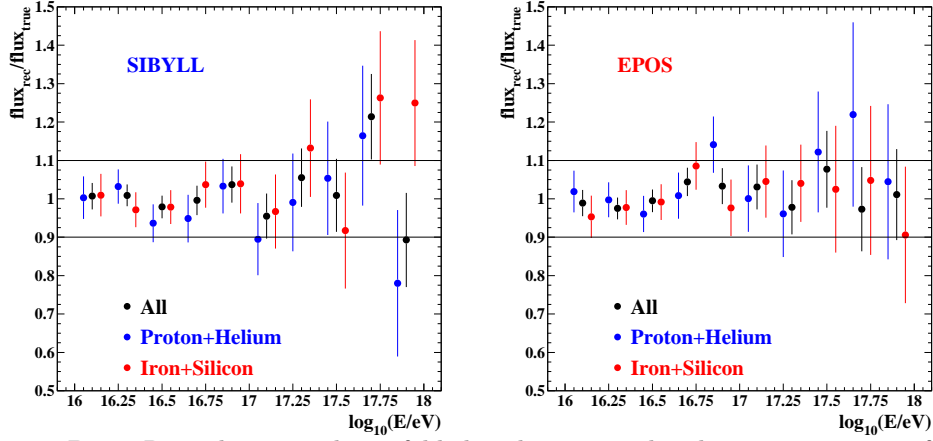 flux_rec/flux_true
1.5
1.4
1.3
1.2
1.1
1
0.9
0.8
0.7
0.6
0.5
SIBYLL
All
Proton+Helium
Iron+Silicon
16 16.25 16.5 16.75 17 17.25 17.5 17.75 18
log10(E/eV)
flux_rec/flux_true
1.5
1.4
1.3
1.2
1.1
1
0.9
0.8
0.7
0.6
0.5
EPOS
All
Proton+Helium
Iron+Silicon
16 16.25 16.5 16.75 17 17.25 17.5 17.75 18
log10(E/eV)